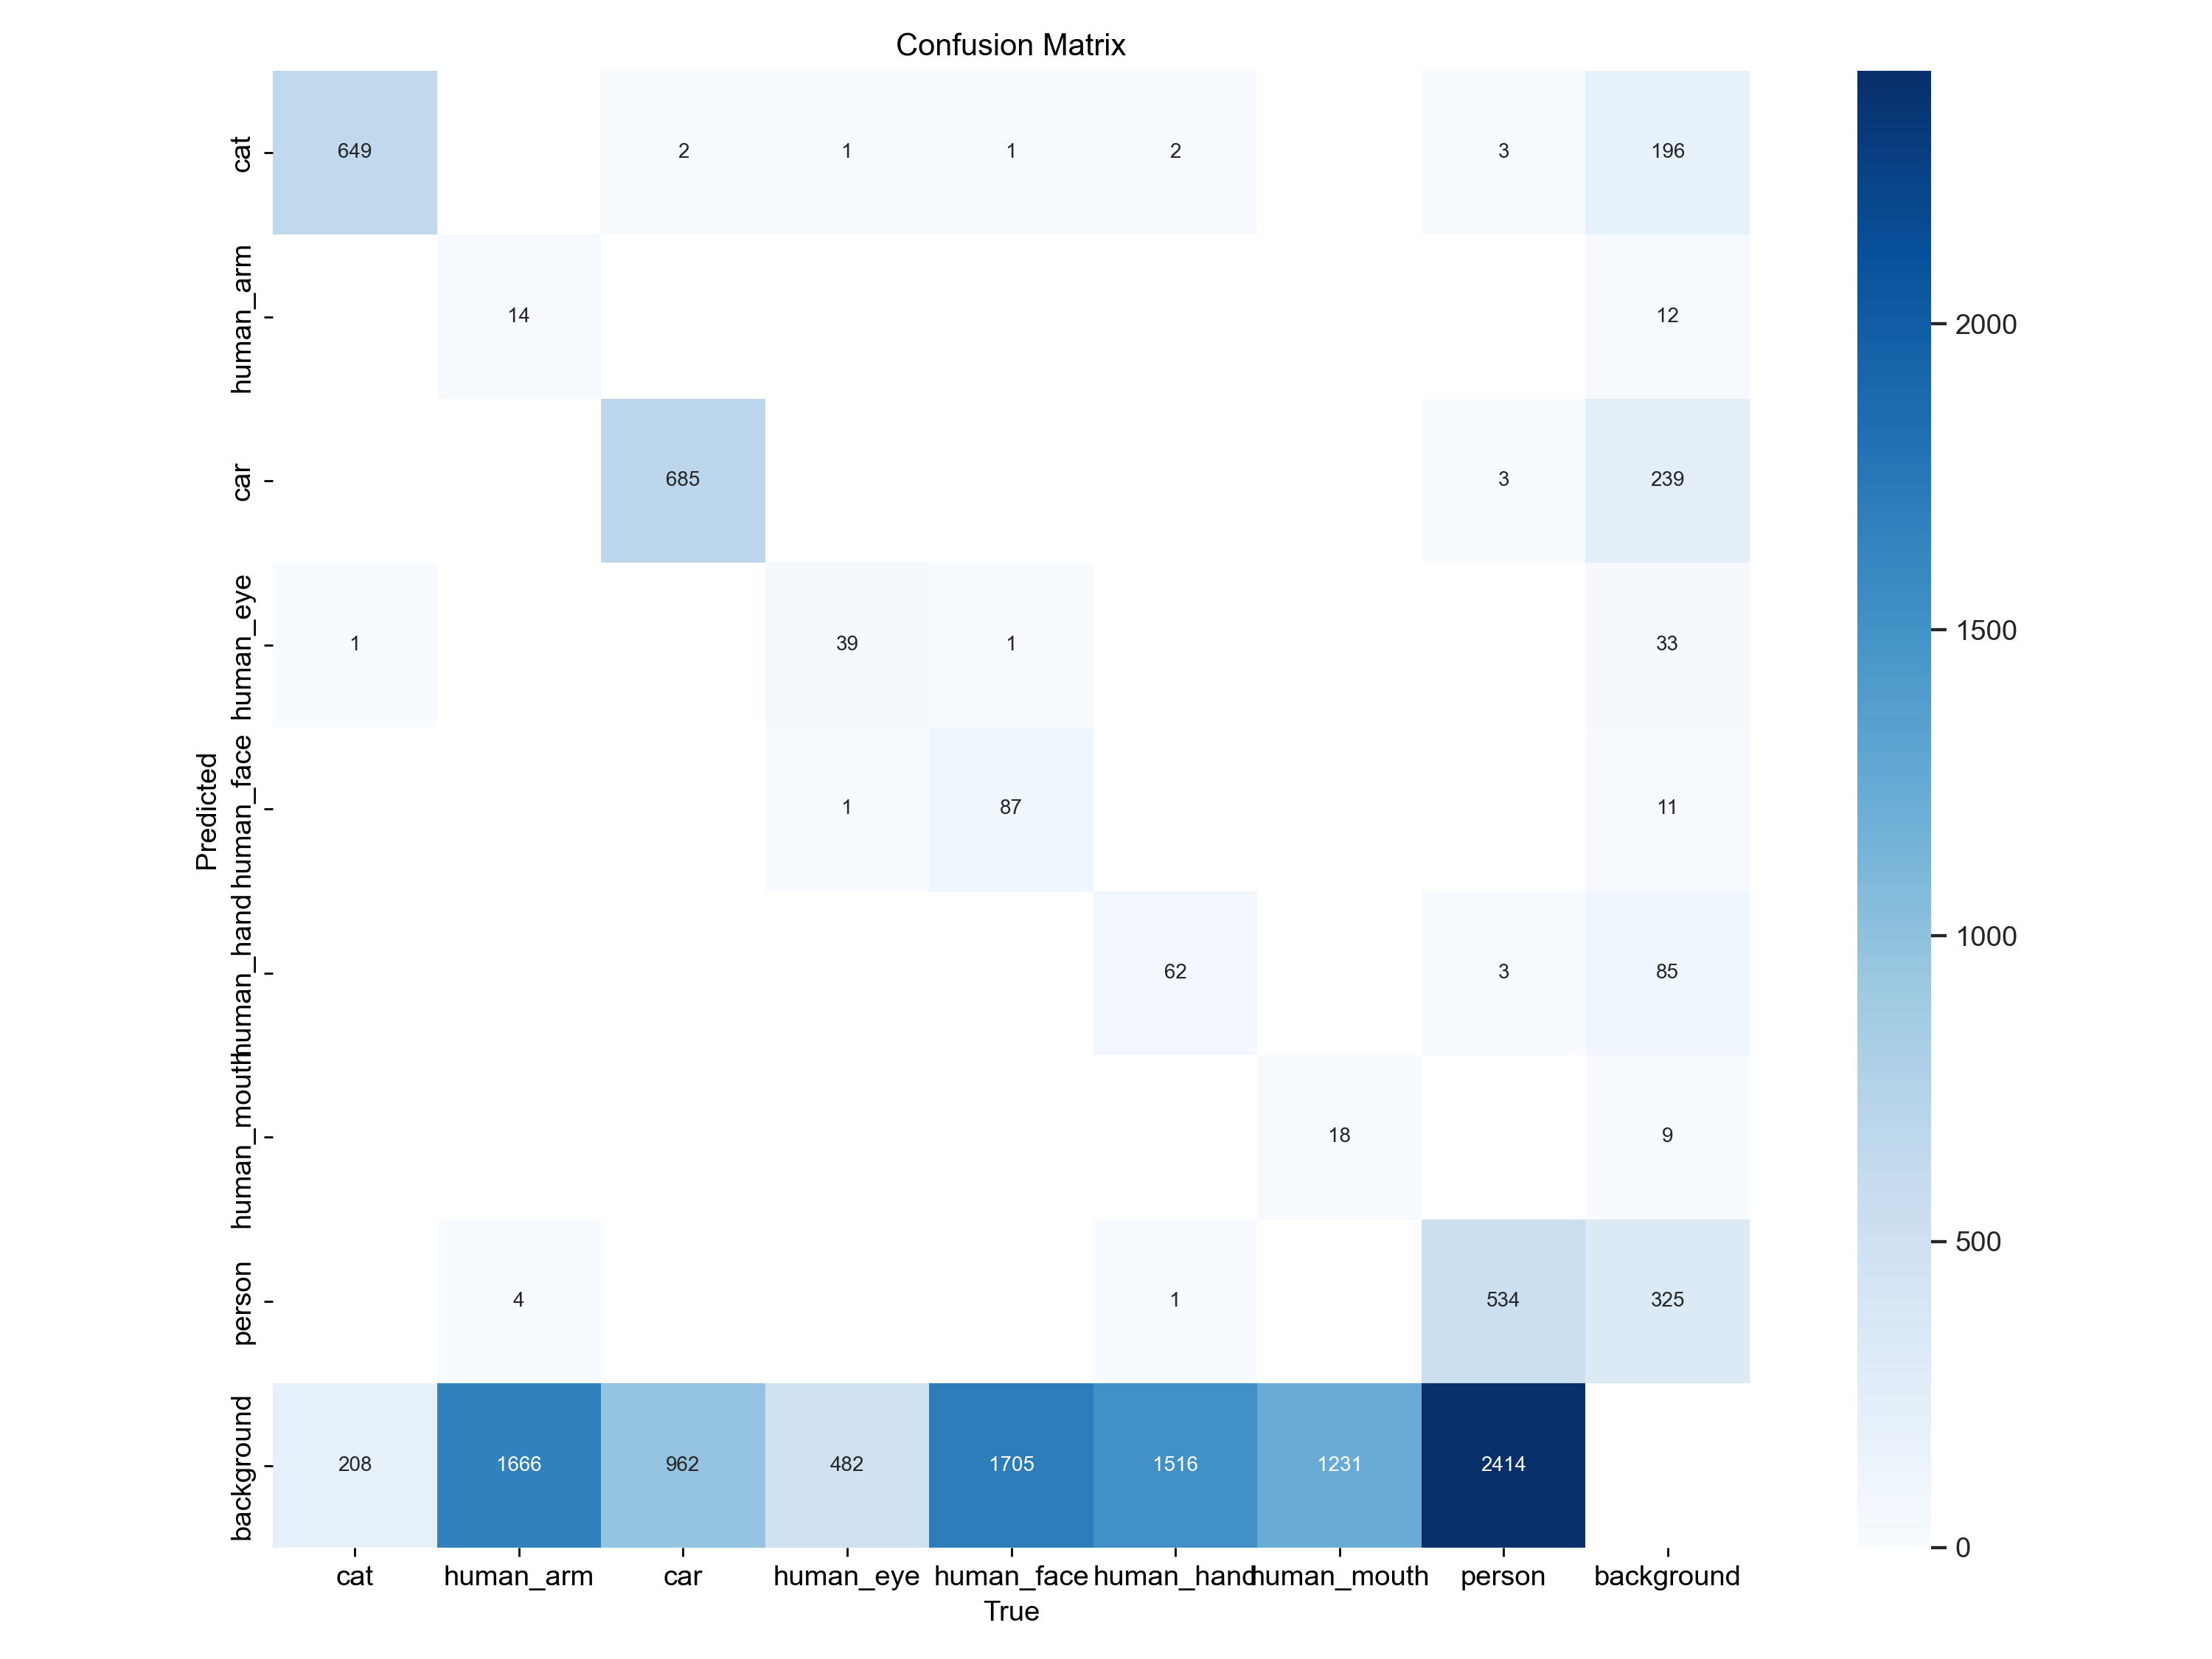 Confusion Matrix
cat 649 2 1 1 2 3 196
human_arm 14 12
car 685 3 239
human_eye 1 39 1 33
human_face 1 87 11
human_hand 62 3 85
human_mouth 18 9
person 4 1 534 325
background 208 1666 962 482 1705 1516 1231 2414
Predicted
cat human_arm car human_eye human_face human_hand human_mouth person background
True
2000
1500
1000
500
0